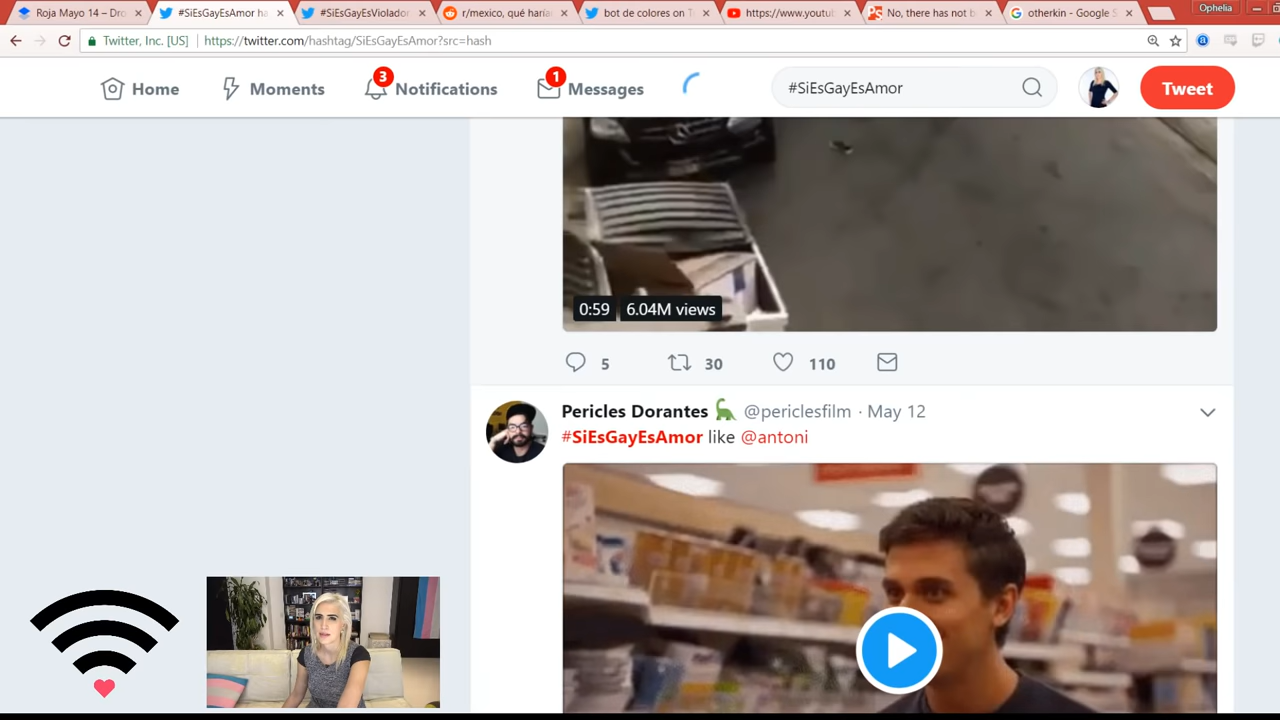 Roja Mayo 14 – Dro
#SiEsGayEsAmor ha
#SiEsGayEsViolado
r/mexico, qué haría
bot de colores on T
https://www.youtu
No, there has not b
otherkin - Google S
Ophelia
Twitter, Inc. [US]
https://twitter.com/hashtag/SiEsGayEsAmor?src=hash
Home
Moments
3
Notifications
1
Messages
#SiEsGayEsAmor
Tweet
0:59
6.04M views
5
30
110
Pericles Dorantes
@periclesfilm · May 12
#SiEsGayEsAmor like @antoni